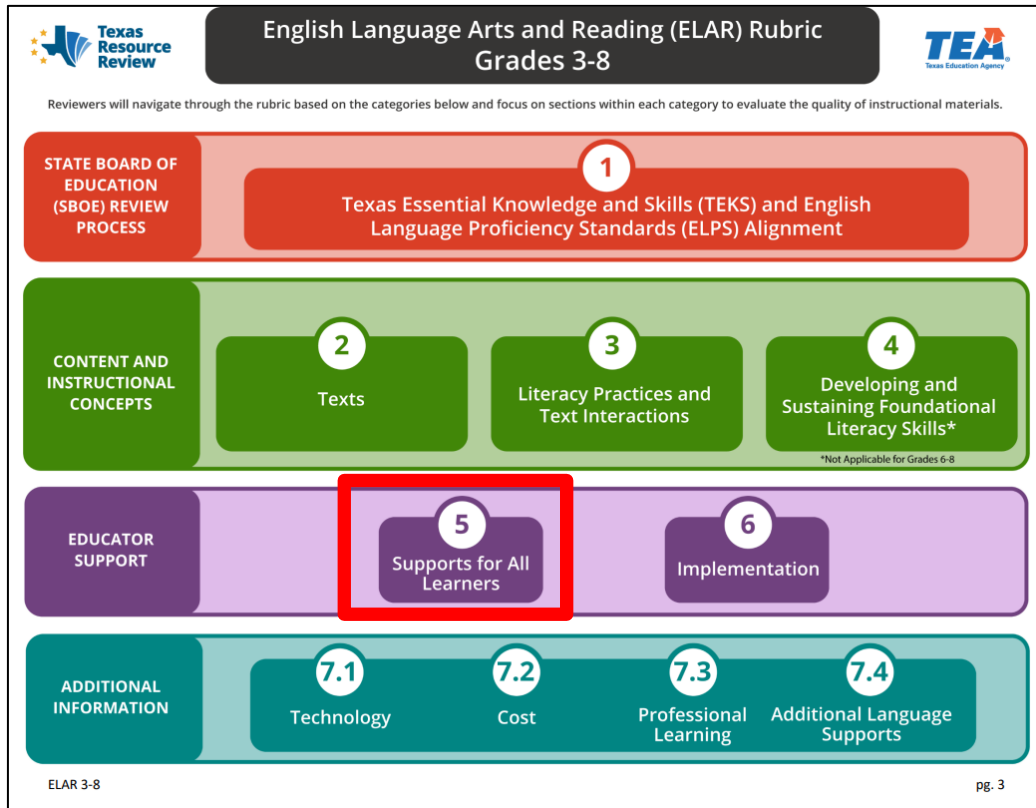 Texas
Resource
Review
English Language Arts and Reading (ELAR) Rubric
Grades 3-8
TEA
Texas Education Agency
Reviewers will navigate through the rubric based on the categories below and focus on sections within each category to evaluate the quality of instructional materials.
STATE BOARD OF
EDUCATION
(SBOE) REVIEW
PROCESS
1
Texas Essential Knowledge and Skills (TEKS) and English
Language Proficiency Standards (ELPS) Alignment
CONTENT AND
INSTRUCTIONAL
CONCEPTS
2
Texts
3
Literacy Practices and
Text Interactions
4
Developing and
Sustaining Foundational
Literacy Skills*
*Not Applicable for Grades 6-8
EDUCATOR
SUPPORT
5
Supports for All
Learners
6
Implementation
ADDITIONAL
INFORMATION
7.1
Technology
7.2
Cost
7.3
Professional
Learning
7.4
Additional Language
Supports
ELAR 3-8
pg. 3